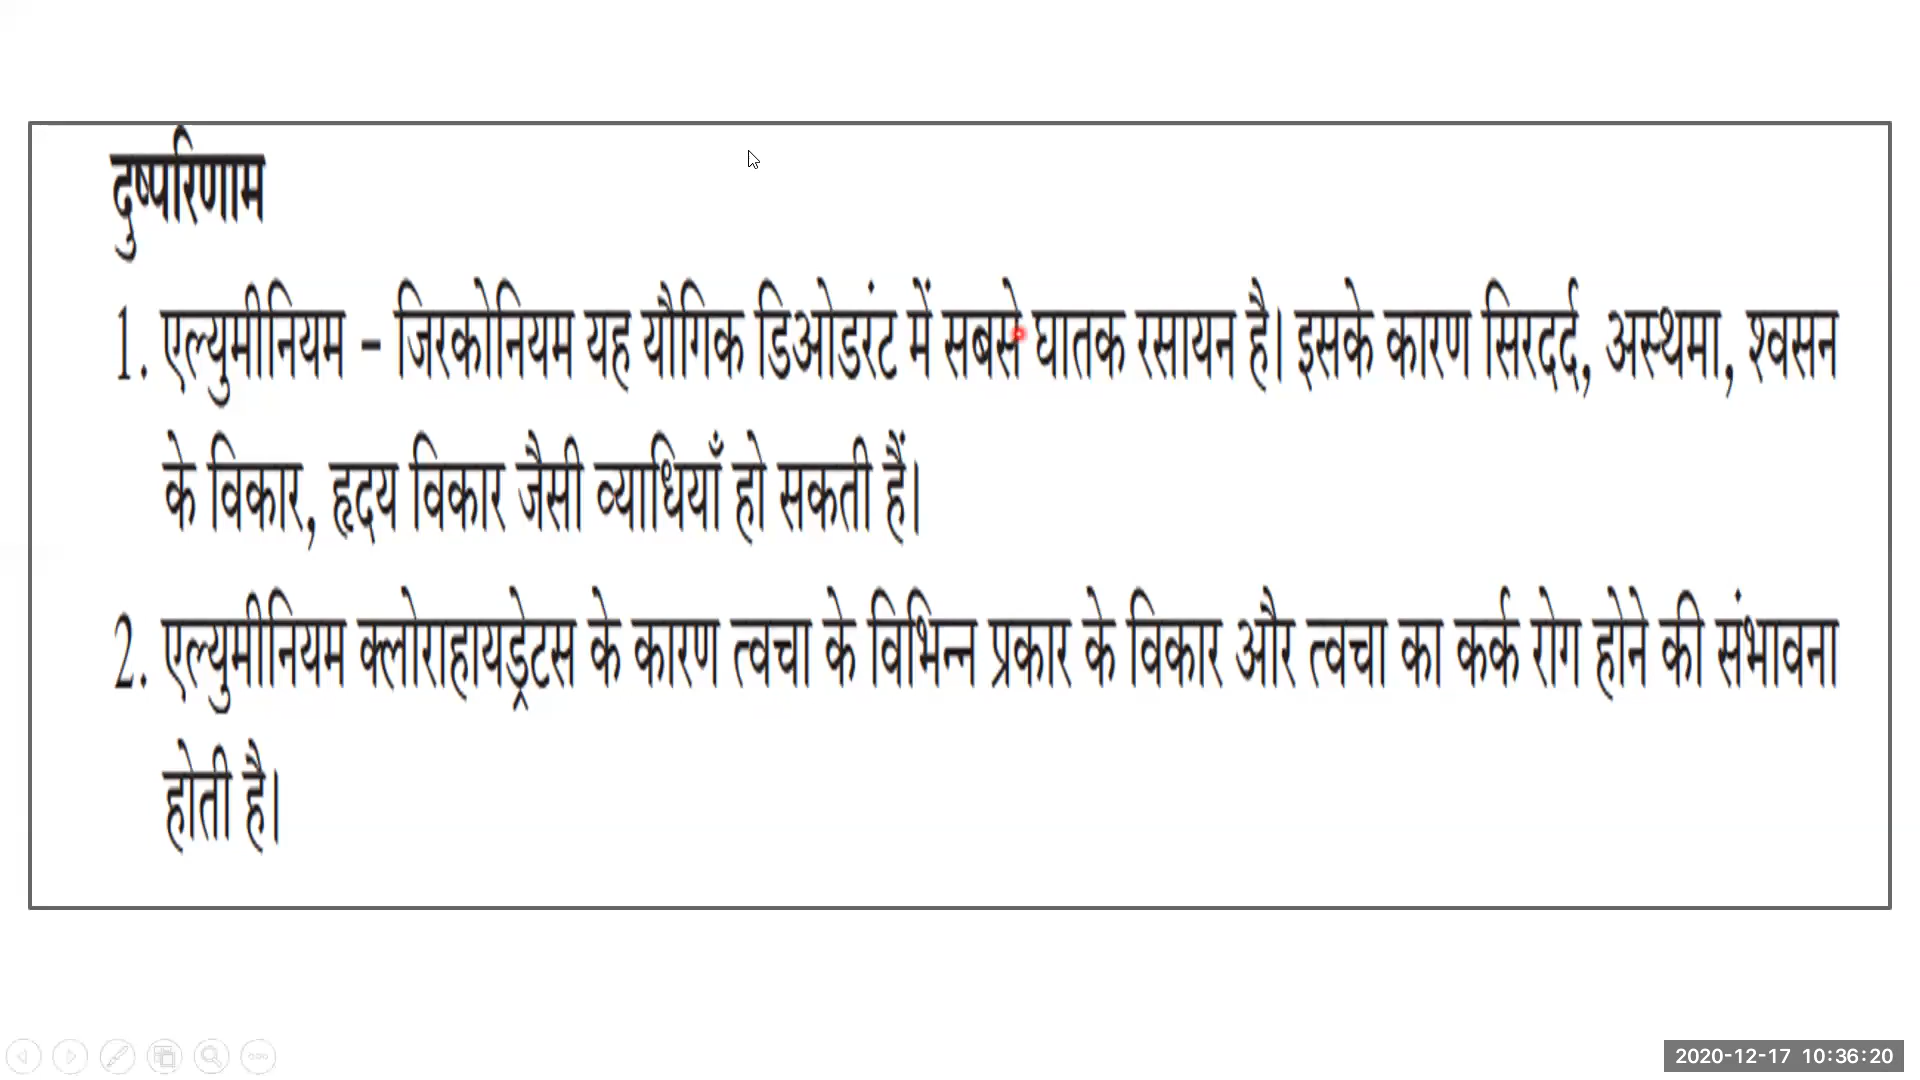 दुष्परिणाम
1. एल्युमीनियम - जिरकोनियम यह यौगिक डिओडरंट में सबसे घातक रसायन है। इसके कारण सिरदर्द, अस्थमा, श्वसन
के विकार, हृदय विकार जैसी व्याधियाँ हो सकती हैं।
2. एल्युमीनियम क्लोराहायड्रेटस के कारण त्वचा के विभिन्न प्रकार के विकार और त्वचा का कर्क रोग होने की संभावना
होती है।
2020-12-17 10:36:20